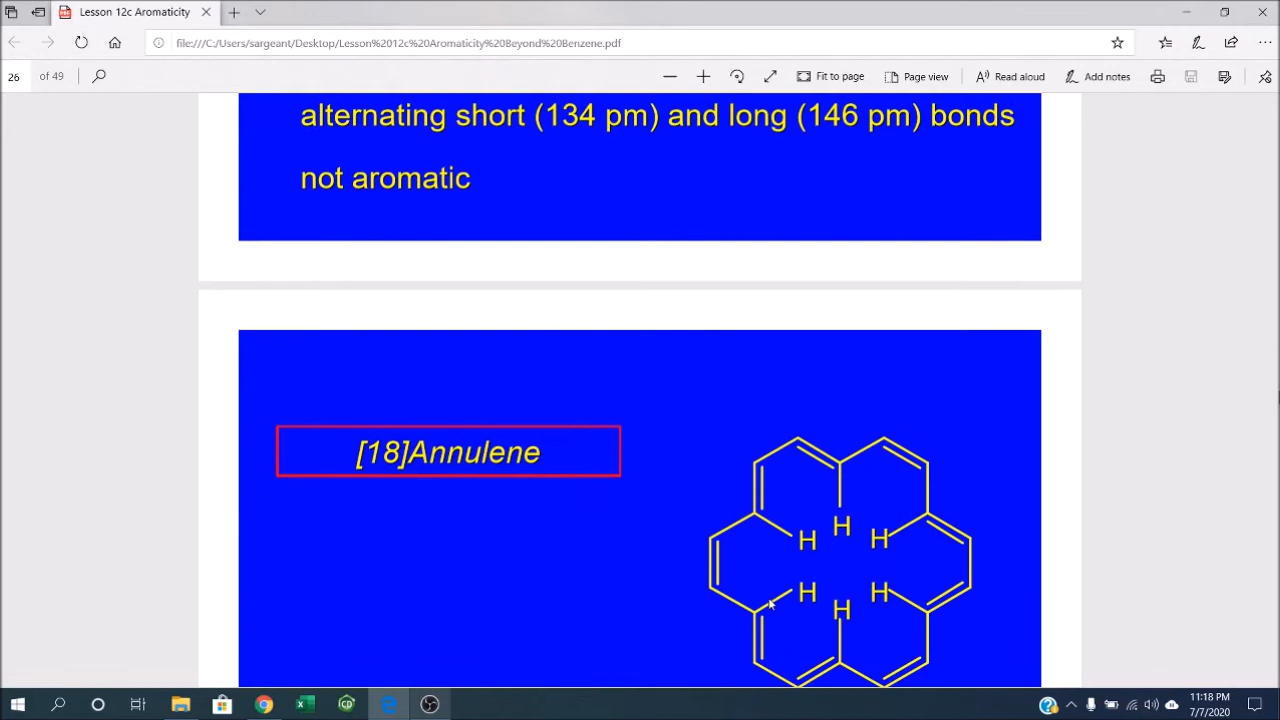 Lesson 12c Aromaticity
file:///C:/Users/sargeant/Desktop/Lesson%2012c%20Aromaticity%20Beyond%20Benzene.pdf
26 of 49
Fit to page
Page view
Read aloud
Add notes
alternating short (134 pm) and long (146 pm) bonds
not aromatic
[18]Annulene
H H H
H H H
11:18 PM
7/7/2020